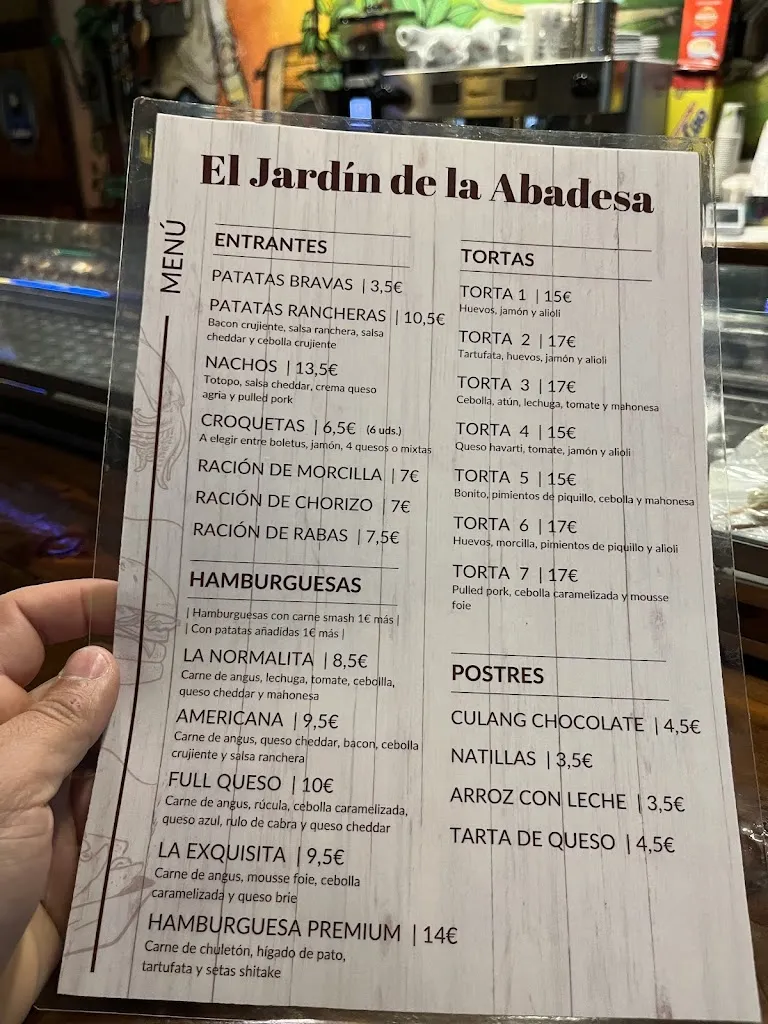 El Jardín de la Abadesa
MENÚ
ENTRANTES
PATATAS BRAVAS | 3,5€
PATATAS RANCHERAS | 10,5€
Bacon crujiente, salsa ranchera, salsa
cheddar y cebolla crujiente
NACHOS | 13,5€
Totopo, salsa cheddar, crema queso
agria y pulled pork
CROQUETAS | 6,5€ (6 uds.)
A elegir entre boletus, jamón, 4 quesos o mixtas
RACIÓN DE MORCILLA | 7€
RACIÓN DE CHORIZO | 7€
RACIÓN DE RABAS | 7,5€
HAMBURGUESAS
| Hamburguesas con carne smash 1€ más |
| Con patatas añadidas 1€ más |
LA NORMALITA | 8,5€
Carne de angus, lechuga, tomate, cebolla,
queso cheddar y mahonesa
AMERICANA | 9,5€
Carne de angus, queso cheddar, bacon, cebolla
crujiente y salsa ranchera
FULL QUESO | 10€
Carne de angus, rúcula, cebolla caramelizada,
queso azul, rulo de cabra y queso cheddar
LA EXQUISITA | 9,5€
Carne de angus, mousse foie, cebolla
caramelizada y queso brie
HAMBURGUESA PREMIUM | 14€
Carne de chuletón, hígado de pato,
tartufata y setas shitake
TORTAS
TORTA 1 | 15€
Huevos, jamón y alioli
TORTA 2 | 17€
Tartufata, huevos, jamón y alioli
TORTA 3 | 17€
Cebolla, atún, lechuga, tomate y mahonesa
TORTA 4 | 15€
Queso havarti, tomate, jamón y alioli
TORTA 5 | 15€
Bonito, pimientos de piquillo, cebolla y mahonesa
TORTA 6 | 17€
Huevos, morcilla, pimientos de piquillo y alioli
TORTA 7 | 17€
Pulled pork, cebolla caramelizada y mousse
foie
POSTRES
CULANG CHOCOLATE | 4,5€
NATILLAS | 3,5€
ARROZ CON LECHE | 3,5€
TARTA DE QUESO | 4,5€